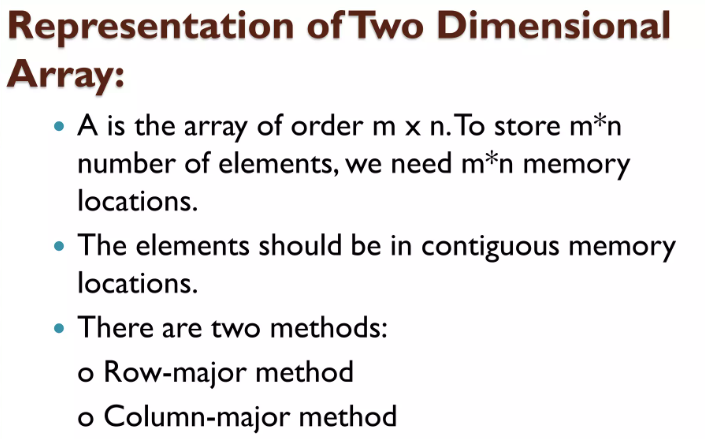 Representation of Two Dimensional
Array:
• A is the array of order m x n. To store m*n
number of elements, we need m*n memory
locations.
• The elements should be in contiguous memory
locations.
• There are two methods:
o Row-major method
o Column-major method